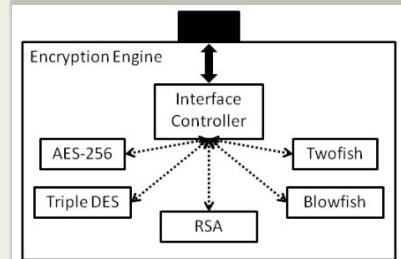 Encryption Engine
Interface
Controller
AES-256
Twofish
Triple DES
Blowfish
RSA